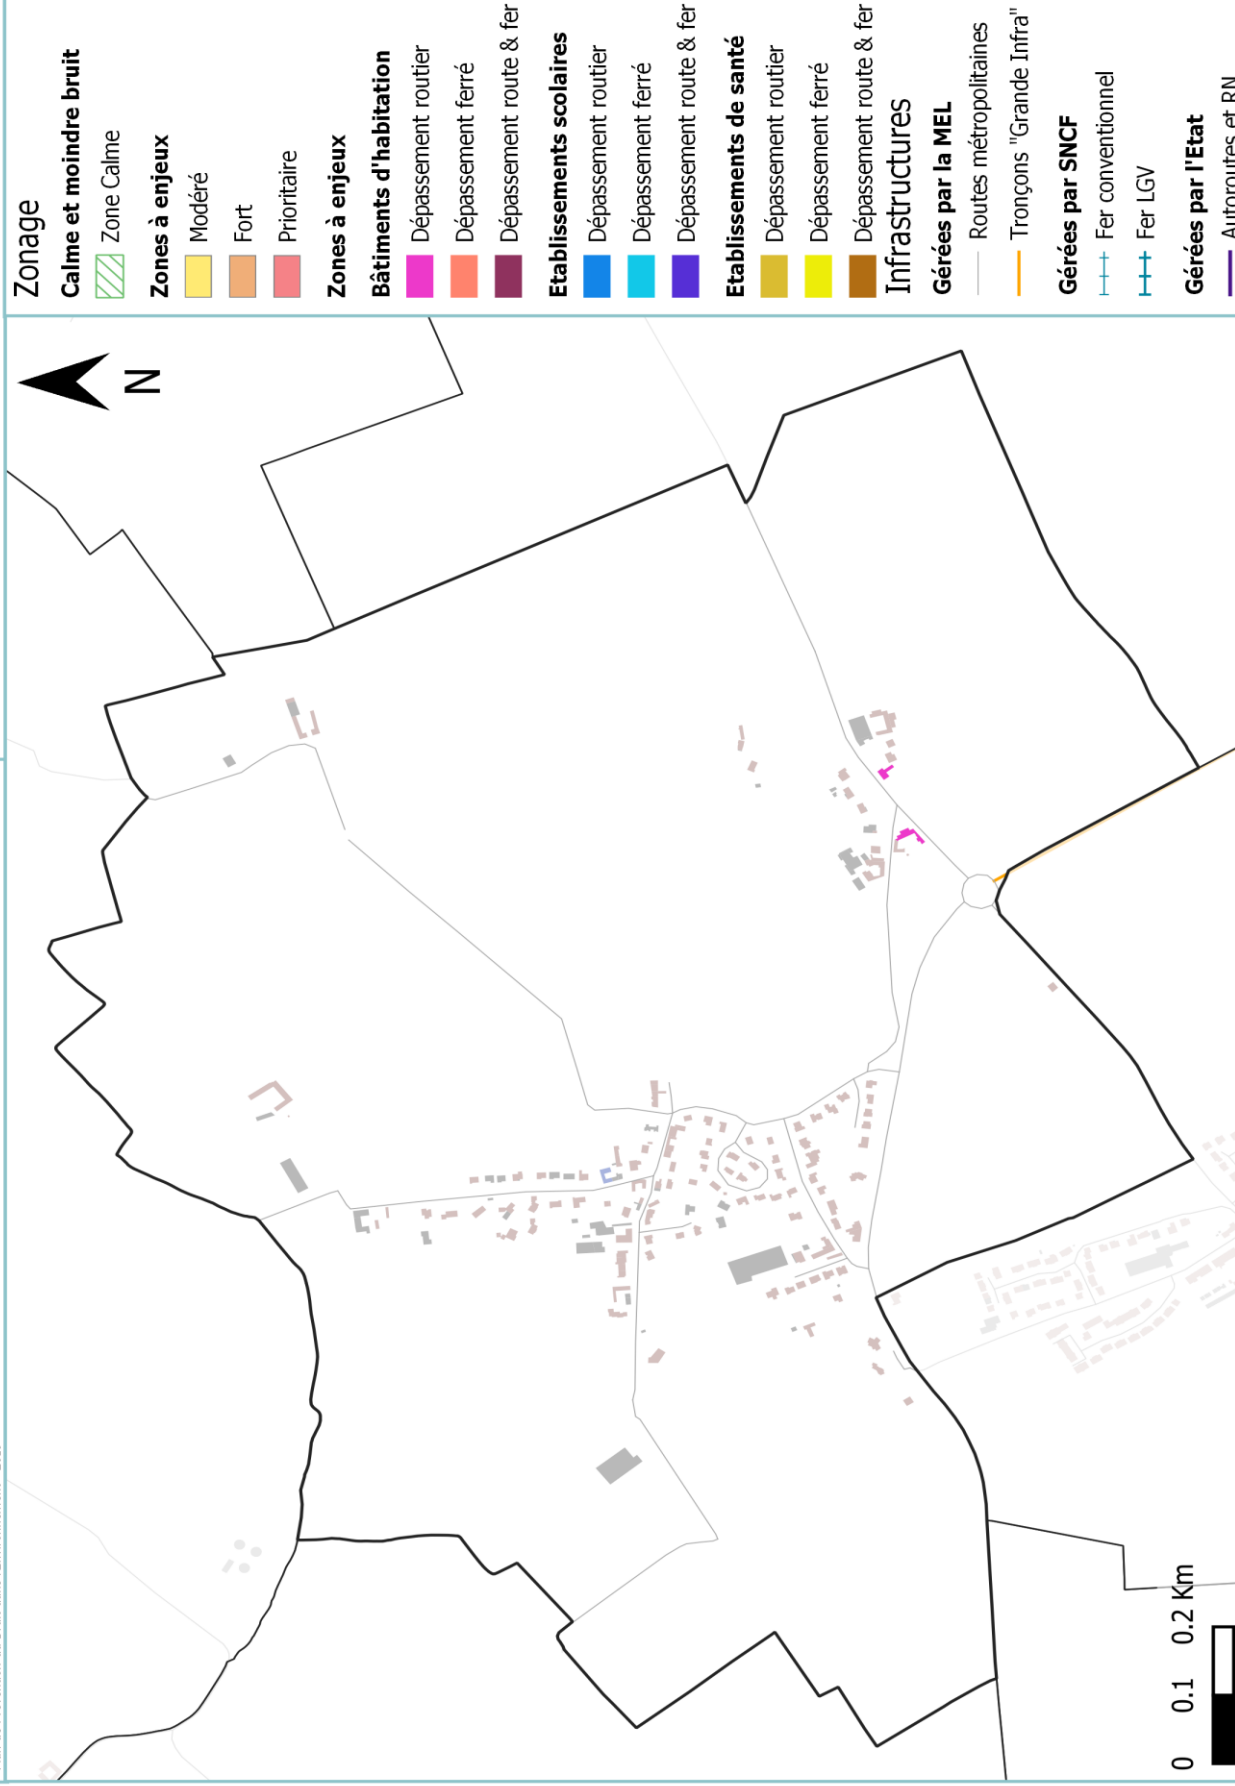 Zonage
Calme et moindre bruit
Zone Calme
Zones à enjeux
Modéré
Fort
Prioritaire
Zones à enjeux
Bâtiments d'habitation
Dépassement routier
Dépassement ferré
Dépassement route & fer
Etablissements scolaires
Dépassement routier
Dépassement ferré
Dépassement route & fer
Etablissements de santé
Dépassement routier
Dépassement ferré
Dépassement route & fer
Infrastructures
Gérées par la MEL
Routes métropolitaines
Tronçons "Grande Infra"
Gérées par SNCF
Fer conventionnel
Fer LGV
Gérées par l'Etat
Autoroutes et RN
N
0 0.1 0.2 Km